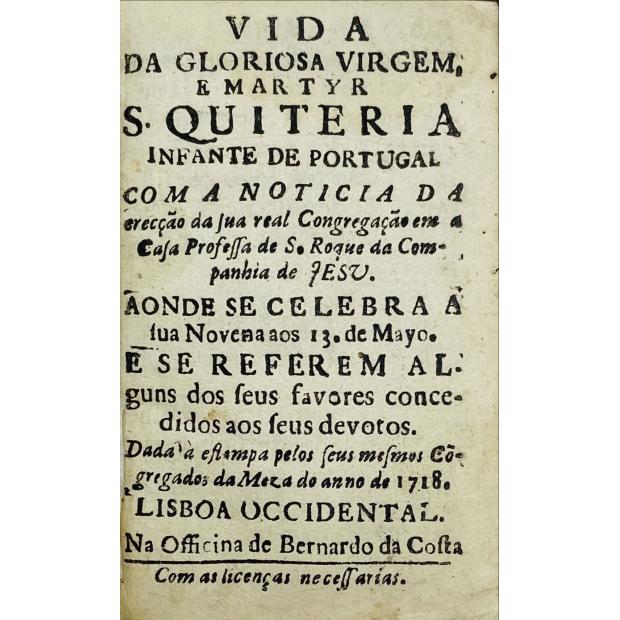 VIDA
DA GLORIOSA VIRGEM,
E MARTYR
S. QUITERIA
INFANTE DE PORTUGAL
COM A NOTICIA DA
erecção da ſua real Congregação em a
Caſa Profeſſa de S. Roque da Com-
panhia de JESV.
AONDE SE CELEBRA A
ſua Novena aos 13. de Mayo.
E SE REFEREM AL-
guns dos ſeus favores conce-
didos aos ſeus devotos.
Dada à eſtampa pelos ſeus meſmos Cõ-
gregados da Meza do anno de 1718.
LISBOA OCCIDENTAL.
Na Officina de Bernardo da Coſta
Com as licenças neceſſarias.